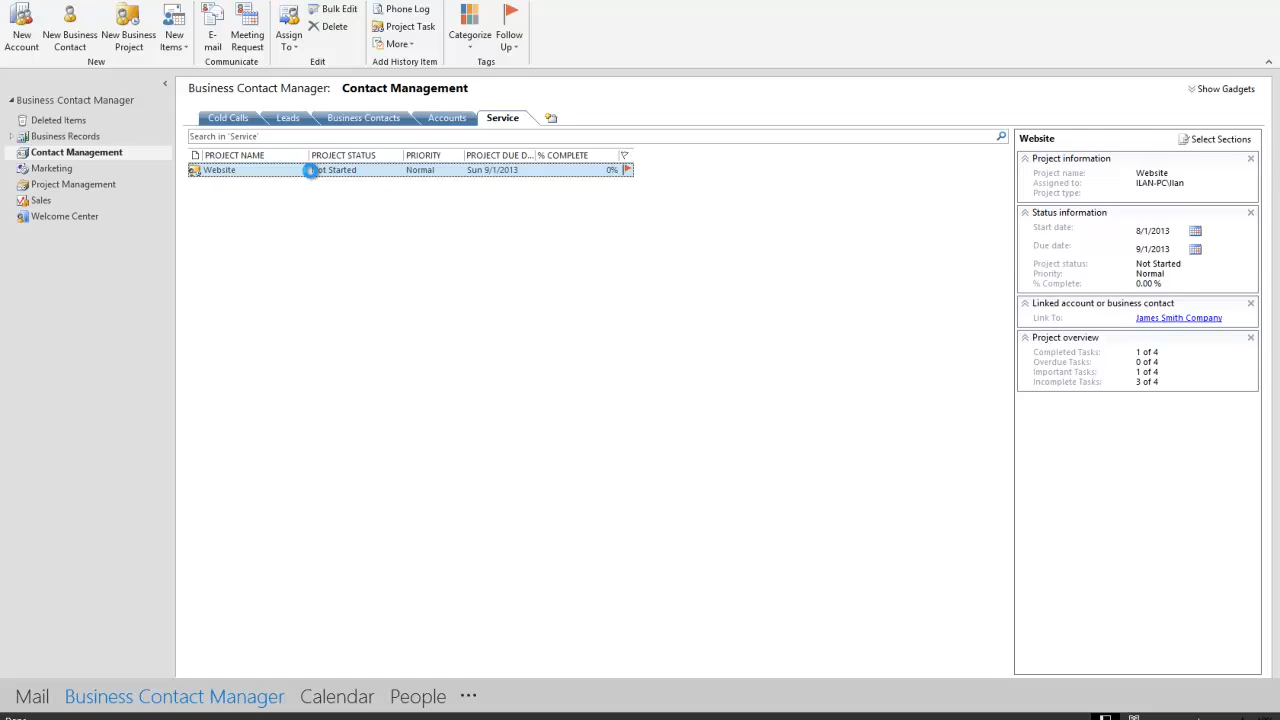 New Account
New Business Contact
New Business Project
New Items
New
E-mail
Meeting Request
Communicate
Assign To
Bulk Edit
Delete
Edit
Phone Log
Project Task
More
Add History Item
Categorize
Follow Up
Tags
Business Contact Manager
Deleted Items
Business Records
Contact Management
Marketing
Project Management
Sales
Welcome Center
Business Contact Manager: Contact Management
Show Gadgets
Cold Calls
Leads
Business Contacts
Accounts
Service
Search in 'Service'
PROJECT NAME PROJECT STATUS PRIORITY PROJECT DUE D... % COMPLETE
Website ot Started Normal Sun 9/1/2013 0%
Website
Select Sections
Project information
Project name: Website
Assigned to: ILAN-PC\Ilan
Project type:
Status information
Start date: 8/1/2013
Due date: 9/1/2013
Project status: Not Started
Priority: Normal
% Complete: 0.00 %
Linked account or business contact
Link To: James Smith Company
Project overview
Completed Tasks: 1 of 4
Overdue Tasks: 0 of 4
Important Tasks: 1 of 4
Incomplete Tasks: 3 of 4
Mail Business Contact Manager Calendar People ...